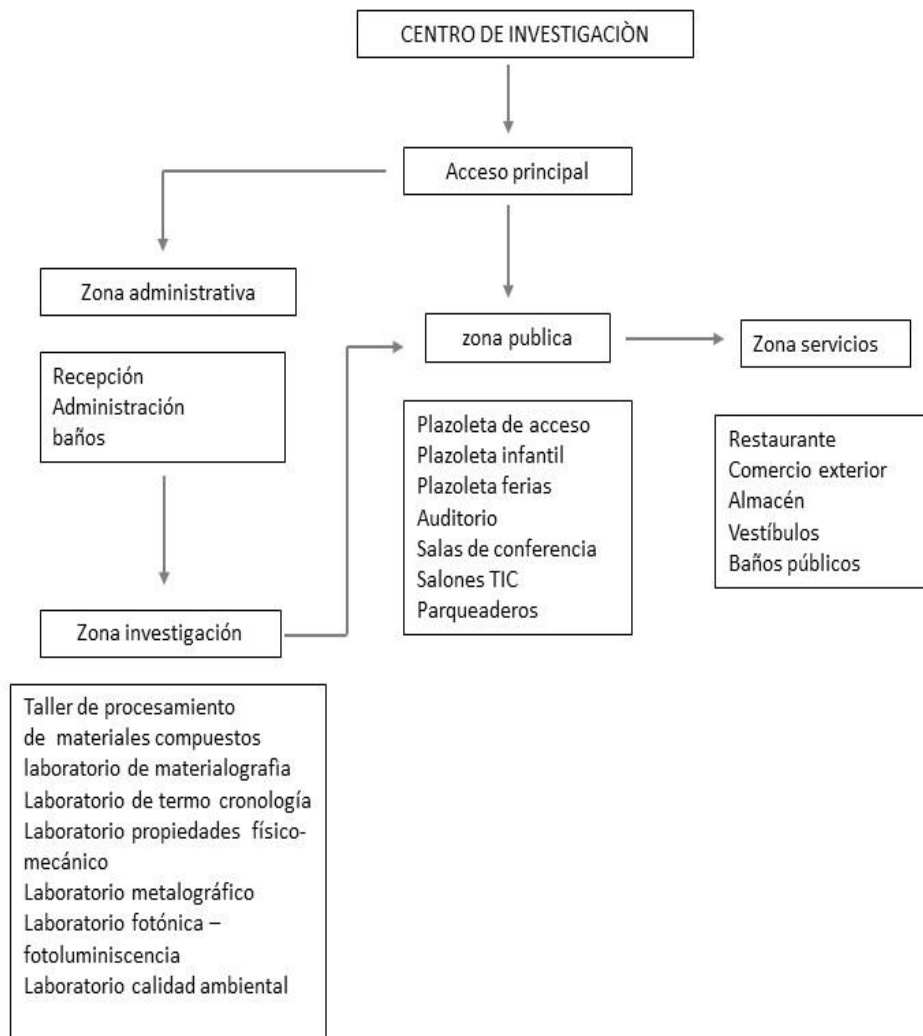 CENTRO DE INVESTIGACIÒN
Acceso principal
Zona administrativa
Recepción
Administración
baños
zona publica
Zona servicios
Plazoleta de acceso
Plazoleta infantil
Plazoleta ferias
Auditorio
Salas de conferencia
Salones TIC
Parqueaderos
Restaurante
Comercio exterior
Almacén
Vestíbulos
Baños públicos
Zona investigación
Taller de procesamiento
de materiales compuestos
laboratorio de materialografia
Laboratorio de termo cronología
Laboratorio propiedades físico-
mecánico
Laboratorio metalográfico
Laboratorio fotónica –
fotoluminiscencia
Laboratorio calidad ambiental